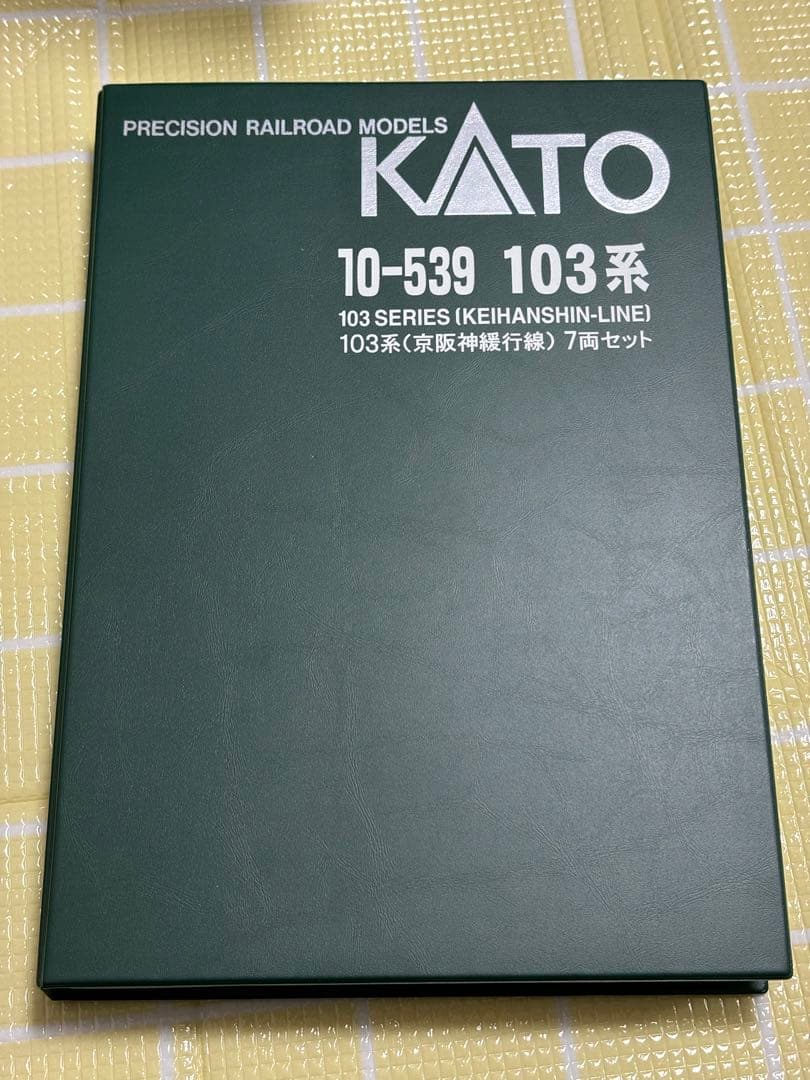 PRECISION RAILROAD MODELS
KATO
10-539 103系
103 SERIES (KEIHANSHIN-LINE)
103系(京阪神緩行線) 7両セット